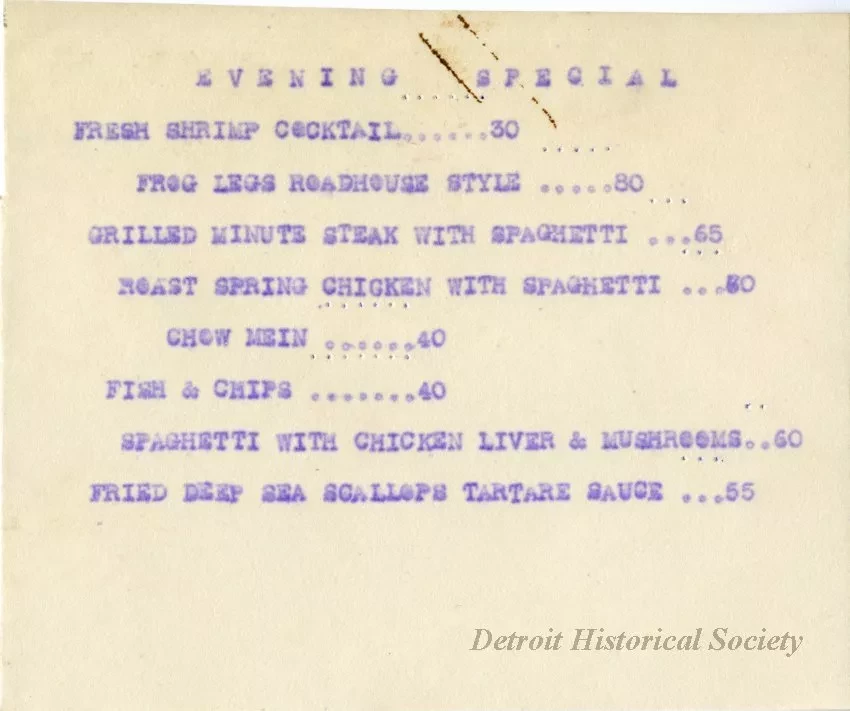 EVENING SPECIAL
FRESH SHRIMP COCKTAIL......30
FROG LEGS ROADHOUSE STYLE .....80
GRILLED MINUTE STEAK WITH SPAGHETTI ...65
ROAST SPRING CHICKEN WITH SPAGHETTI ...
CHOW MEIN ......40
FISH & CHIPS .......40
SPAGHETTI WITH CHICKEN LIVER & MUSHROOMS..60
FRIED DEEP SEA SCALLOPS TARTARE SAUCE ...55
Detroit Historical Society